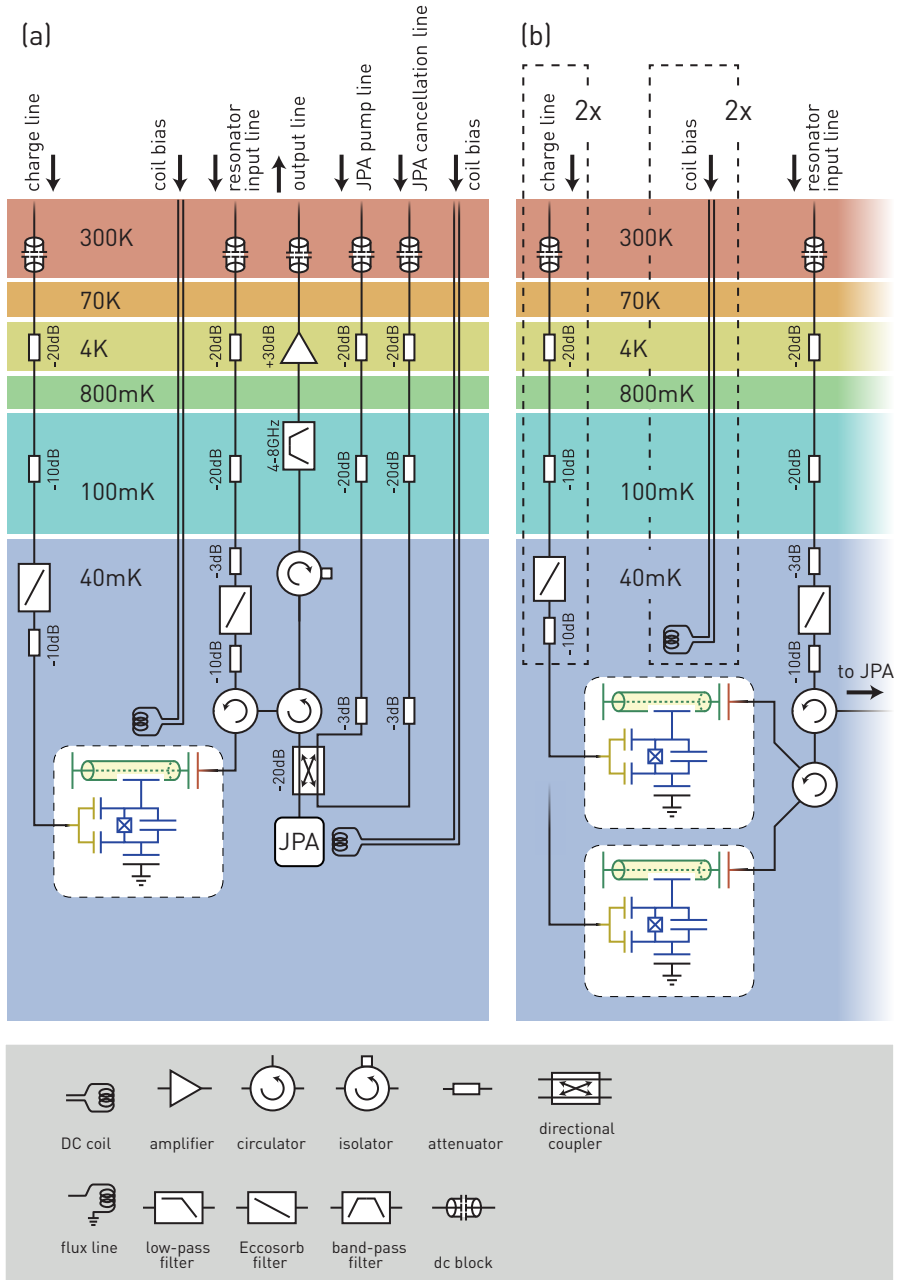 (a)
charge line
coil bias
resonator
input line
output line
JPA pump line
JPA cancellation line
coil bias
300K
70K
4K
-20dB
-20dB
+30dB
-20dB
-20dB
800mK
100mK
-10dB
-20dB
4-8GHz
-20dB
-20dB
40mK
-3dB
-10dB
-10dB
-3dB
-3dB
-20dB
JPA
(b)
charge line
2x
coil bias
2x
resonator
input line
300K
70K
4K
-20dB
-20dB
800mK
100mK
-10dB
-20dB
40mK
-3dB
-10dB
-10dB
to JPA
DC coil
amplifier
circulator
isolator
attenuator
directional
coupler
flux line
low-pass
filter
Eccosorb
filter
band-pass
filter
dc block